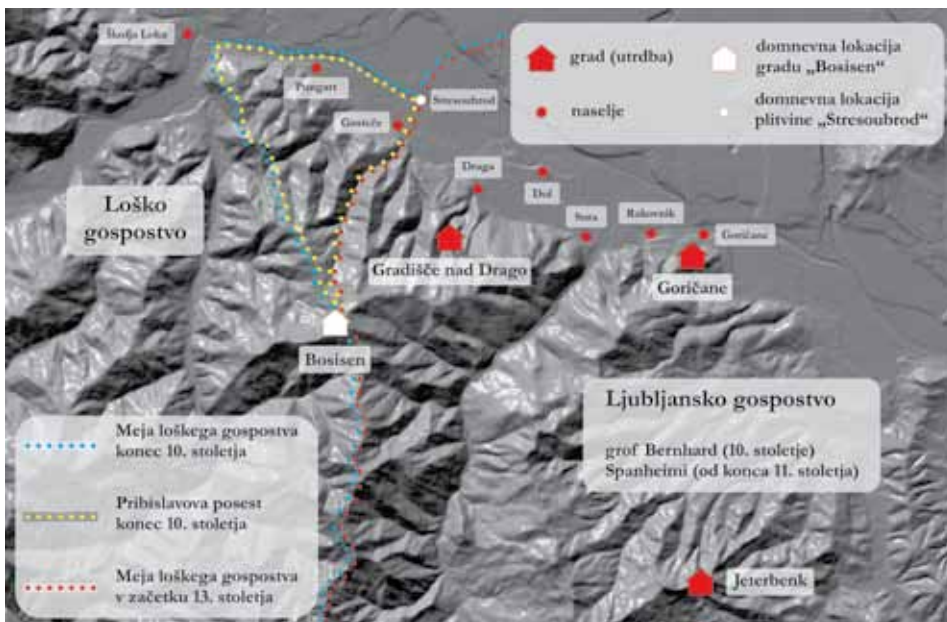 Škofja Loka
Pungart
Gosteče
Stresoubrod
Draga
Dol
Sora
Rakovnik
Goričane
grad (utrdba)
naselje
domnevna lokacija
gradu „Bosisen“
domnevna lokacija
plitvine „Stresoubrod“
Loško
gospostvo
Gradišče nad Drago
Goričane
Bosisen
Ljubljansko gospostvo
grof Bernhard (10. stoletje)
Spanheimi (od konca 11. stoletja)
Jeterbenk
Meja loškega gospostva
konec 10. stoletja
Pribislavova posest
konec 10. stoletja
Meja loškega gospostva
v začetku 13. stoletja